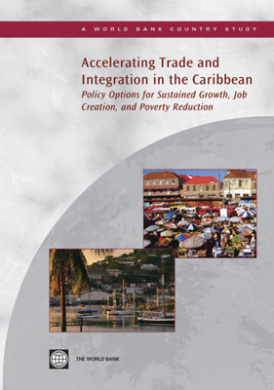 A WORLD BANK COUNTRY STUDY
Accelerating Trade and
Integration in the Caribbean
Policy Options for Sustained Growth, Job
Creation, and Poverty Reduction
THE WORLD BANK